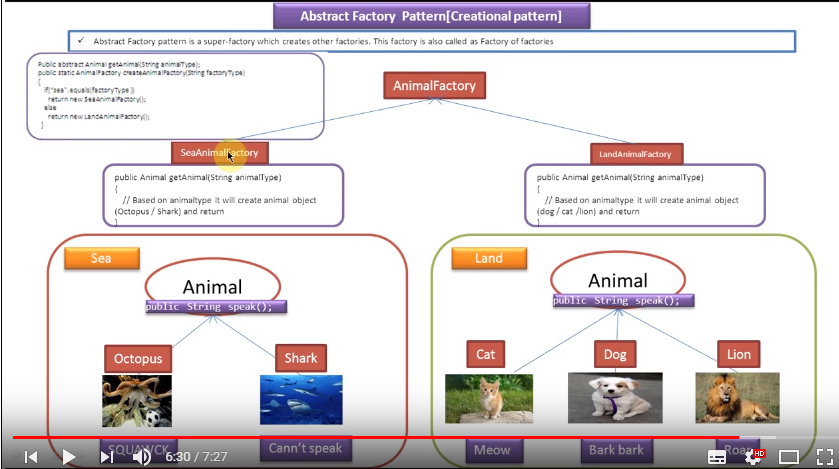 Abstract Factory Pattern[Creational pattern]
✓ Abstract Factory pattern is a super-factory which creates other factories. This factory is also called as Factory of factories
Public abstract Animal getAnimal(String animalType);
public static AnimalFactory createAnimalFactory(String factoryType)
{
if("sea".equals(factoryType ))
return new SeaAnimalFactory();
else
return new LandAnimalFactory();
}
AnimalFactory
SeaAnimalFactory
LandAnimalFactory
public Animal getAnimal(String animalType)
{
// Based on animaltype it will create animal object
(Octopus / Shark) and return
}
public Animal getAnimal(String animalType)
{
// Based on animaltype it will create animal object
(dog / cat /lion) and return
}
Sea
Animal
public String speak();
Octopus
Shark
SQUAWCK
Cann't speak
Land
Animal
public String speak();
Cat
Dog
Lion
Meow
Bark bark
Roar
6:30 / 7:27
HD